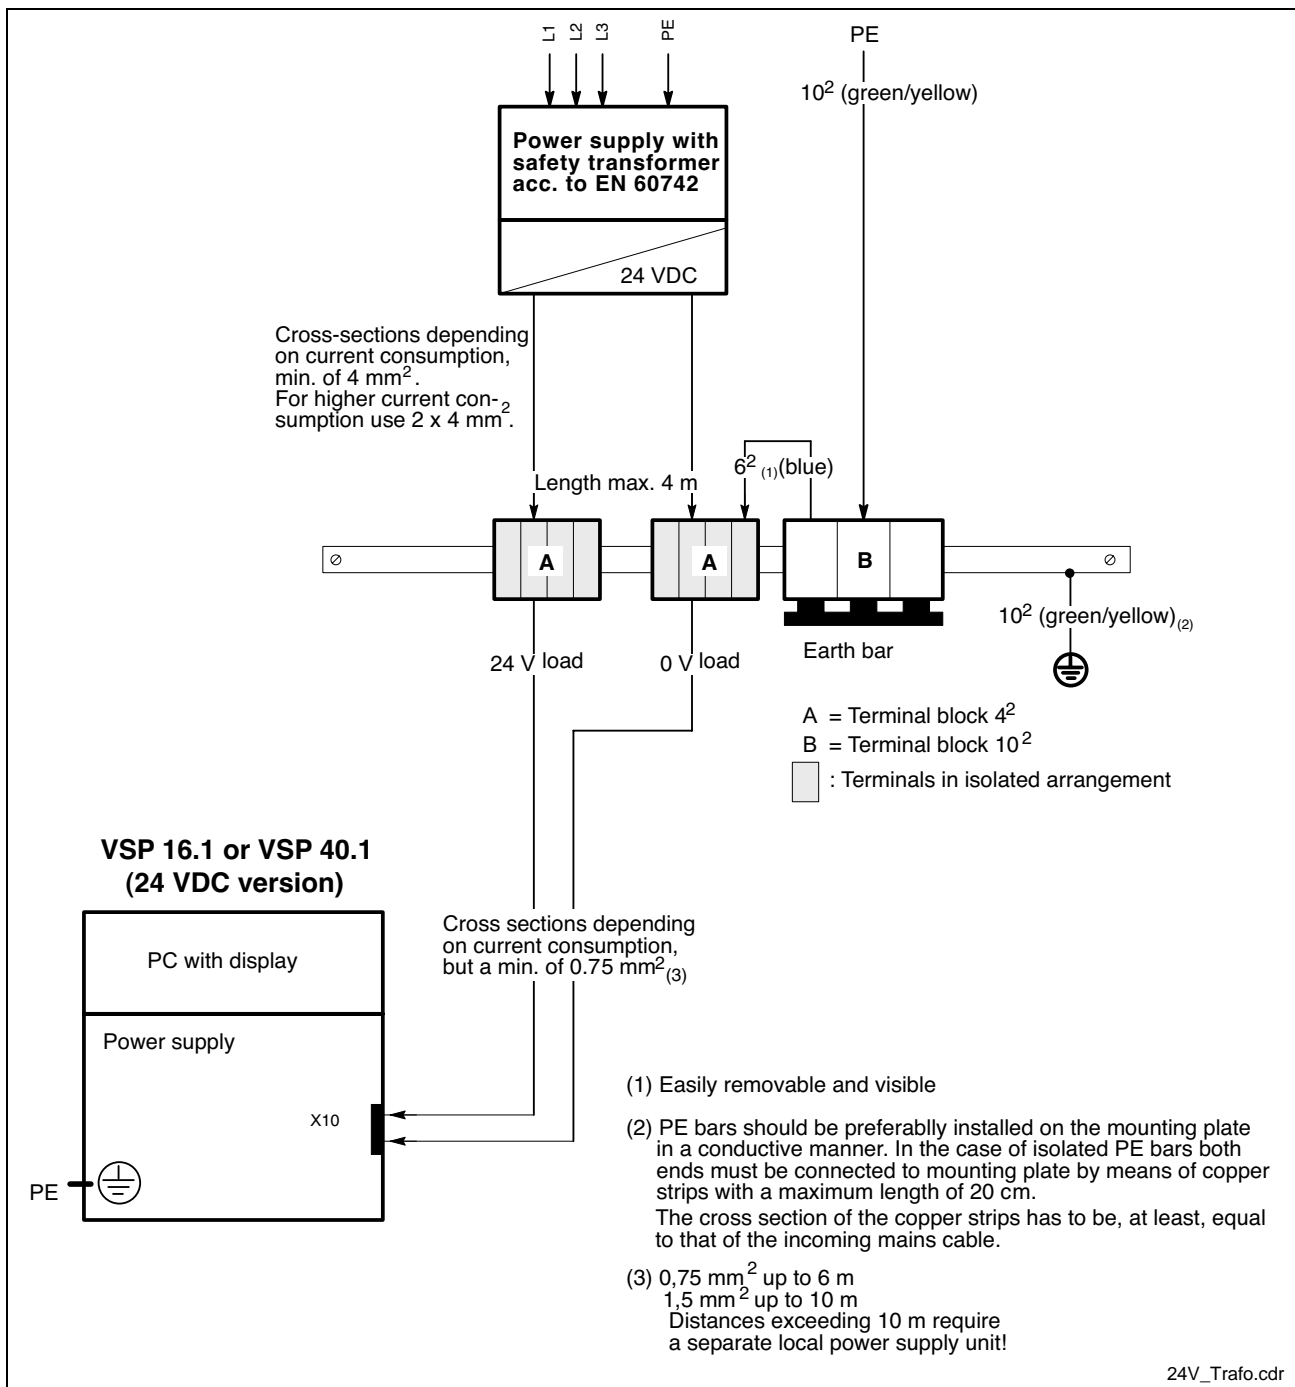 L1 L2 L3 PE
PE
10² (green/yellow)
Power supply with
safety transformer
acc. to EN 60742
24 VDC
Cross-sections depending
on current consumption,
min. of 4 mm².
For higher current con-
sumption use 2 x 4 mm².
6² (1)(blue)
Length max. 4 m
A
A
B
10² (green/yellow)(2)
24 V load
0 V load
Earth bar
A = Terminal block 4²
B = Terminal block 10²
: Terminals in isolated arrangement
VSP 16.1 or VSP 40.1
(24 VDC version)
PC with display
Power supply
X10
PE
Cross sections depending
on current consumption,
but a min. of 0.75 mm²(3)
(1) Easily removable and visible
(2) PE bars should be preferablly installed on the mounting plate
in a conductive manner. In the case of isolated PE bars both
ends must be connected to mounting plate by means of copper
strips with a maximum length of 20 cm.
The cross section of the copper strips has to be, at least, equal
to that of the incoming mains cable.
(3) 0,75 mm² up to 6 m
1,5 mm² up to 10 m
Distances exceeding 10 m require
a separate local power supply unit!
24V_Trafo.cdr